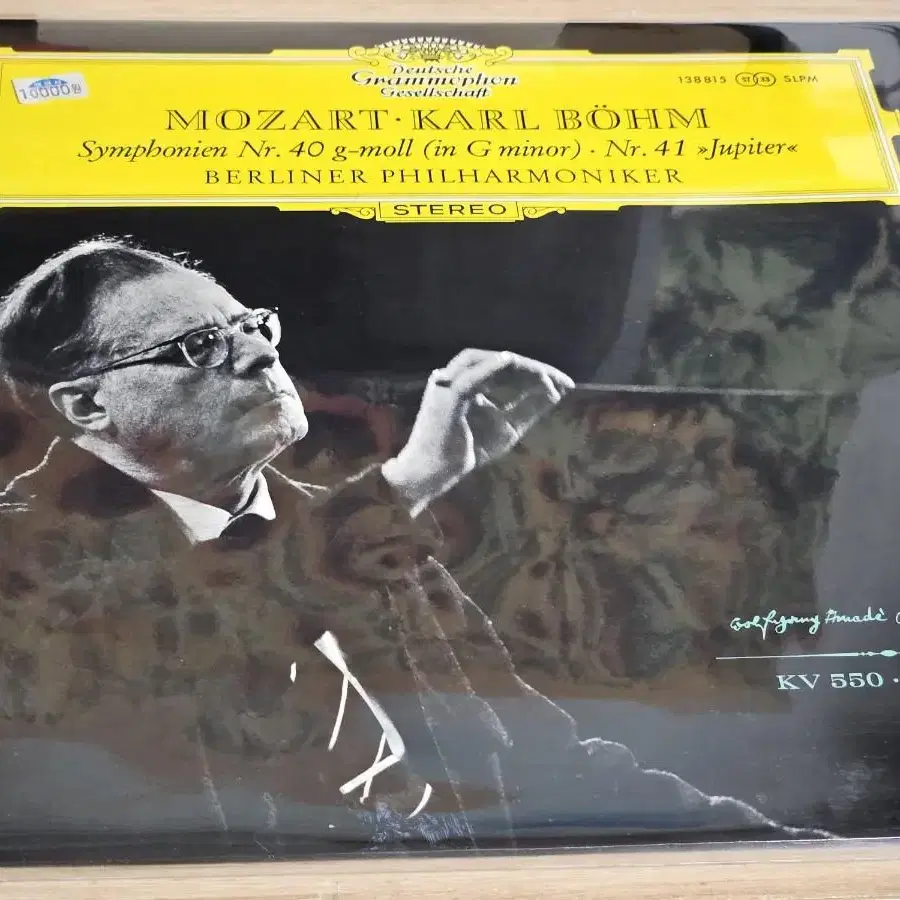 Deutsche
Grammophon
Gesellschaft
10000원
138815 ST 33 SLPM
MOZART · KARL BÖHM
Symphonien Nr. 40 g-moll (in G minor) · Nr. 41 »Jupiter«
BERLINER PHILHARMONIKER
STEREO
Wolfgang Amadè
KV 550 ·